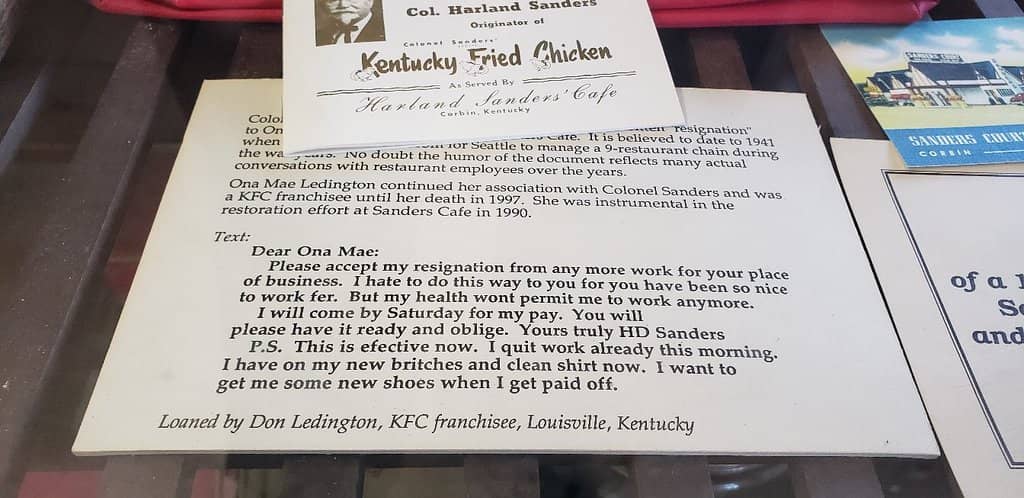 Col. Harland Sanders
Originator of
Colonel Sanders'
Kentucky Fried Chicken
As Served By
Harland Sanders' Cafe
Corbin, Kentucky
resignation"
to On Cafe. It is believed to date to 1941
when for Seattle to manage a 9-restaurant chain during
the war years. No doubt the humor of the document reflects many actual
conversations with restaurant employees over the years.
Ona Mae Ledington continued her association with Colonel Sanders and was
a KFC franchisee until her death in 1997. She was instrumental in the
restoration effort at Sanders Cafe in 1990.
Text:
Dear Ona Mae:
Please accept my resignation from any more work for your place
of business. I hate to do this way to you for you have been so nice
to work fer. But my health wont permit me to work anymore.
I will come by Saturday for my pay. You will
please have it ready and oblige. Yours truly HD Sanders
P.S. This is efective now. I quit work already this morning.
I have on my new britches and clean shirt now. I want to
get me some new shoes when I get paid off.
Loaned by Don Ledington, KFC franchisee, Louisville, Kentucky
SANDERS COURT
CORBIN
of a
and